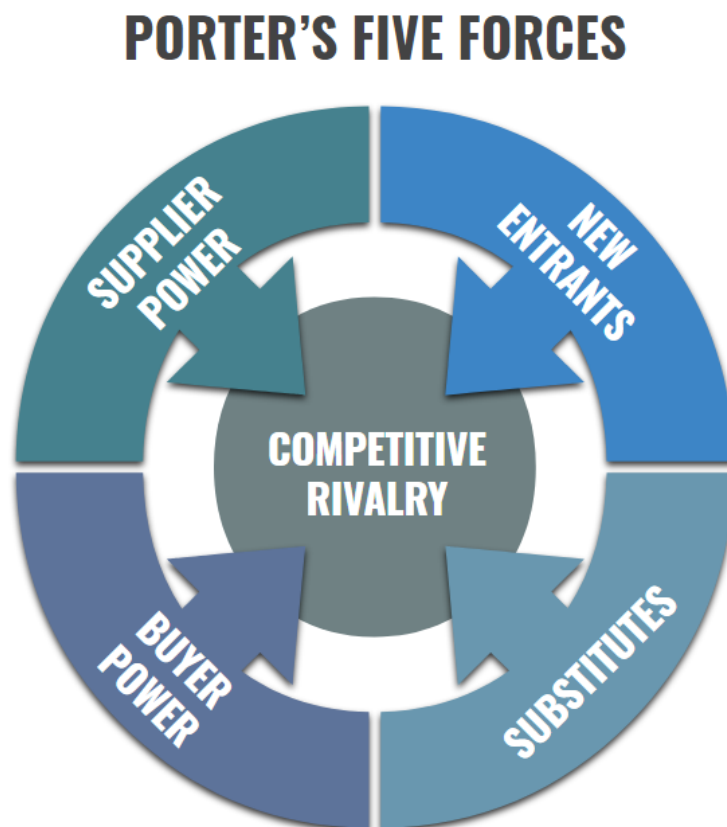 PORTER'S FIVE FORCES
SUPPLIER
POWER
NEW
ENTRANTS
COMPETITIVE
RIVALRY
BUYER
POWER
SUBSTITUTES